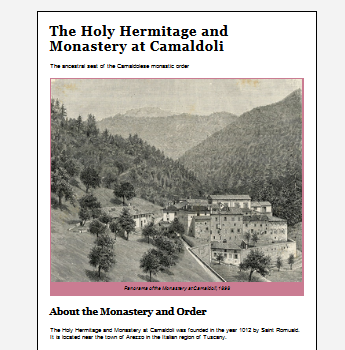 The Holy Hermitage and
Monastery at Camaldoli
The ancestral seat of the Camaldolese monastic order
Panorama of the Monastery at Camaldoli, 1898
About the Monastery and Order
The Holy Hermitage and Monastery at Camaldoli was founded in the year 1012 by Saint Romuald.
It is located near the town of Arezzo in the Italian region of Tuscany.